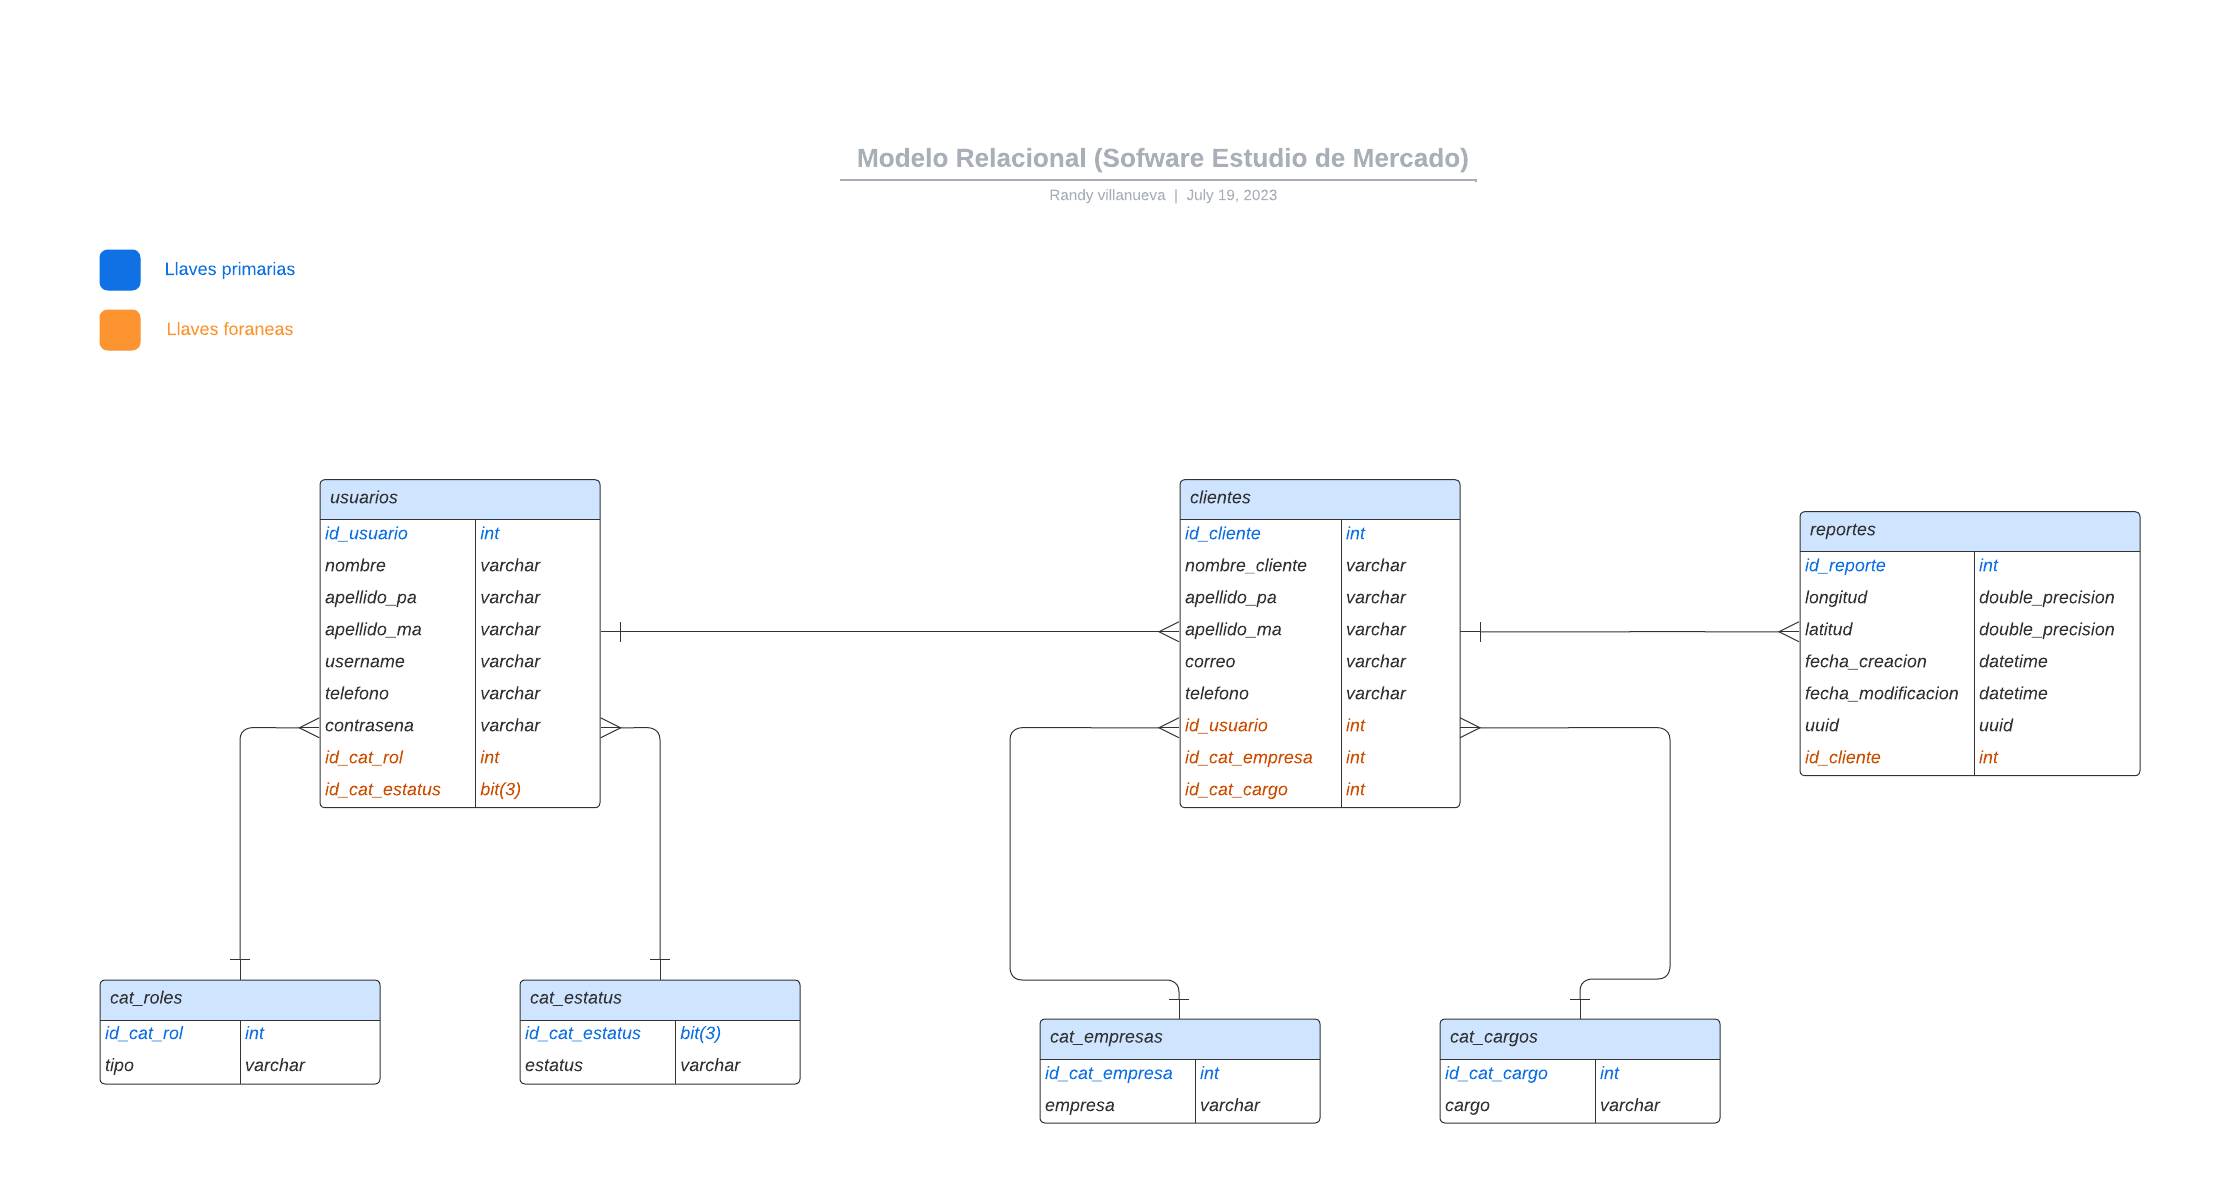 Modelo Relacional (Sofware Estudio de Mercado)
Randy villanueva | July 19, 2023
Llaves primarias
Llaves foraneas
usuarios
id_usuario int
nombre varchar
apellido_pa varchar
apellido_ma varchar
username varchar
telefono varchar
contrasena varchar
id_cat_rol int
id_cat_estatus bit(3)
clientes
id_cliente int
nombre_cliente varchar
apellido_pa varchar
apellido_ma varchar
correo varchar
telefono varchar
id_usuario int
id_cat_empresa int
id_cat_cargo int
reportes
id_reporte int
longitud double_precision
latitud double_precision
fecha_creacion datetime
fecha_modificacion datetime
uuid uuid
id_cliente int
cat_roles
id_cat_rol int
tipo varchar
cat_estatus
id_cat_estatus bit(3)
estatus varchar
cat_empresas
id_cat_empresa int
empresa varchar
cat_cargos
id_cat_cargo int
cargo varchar